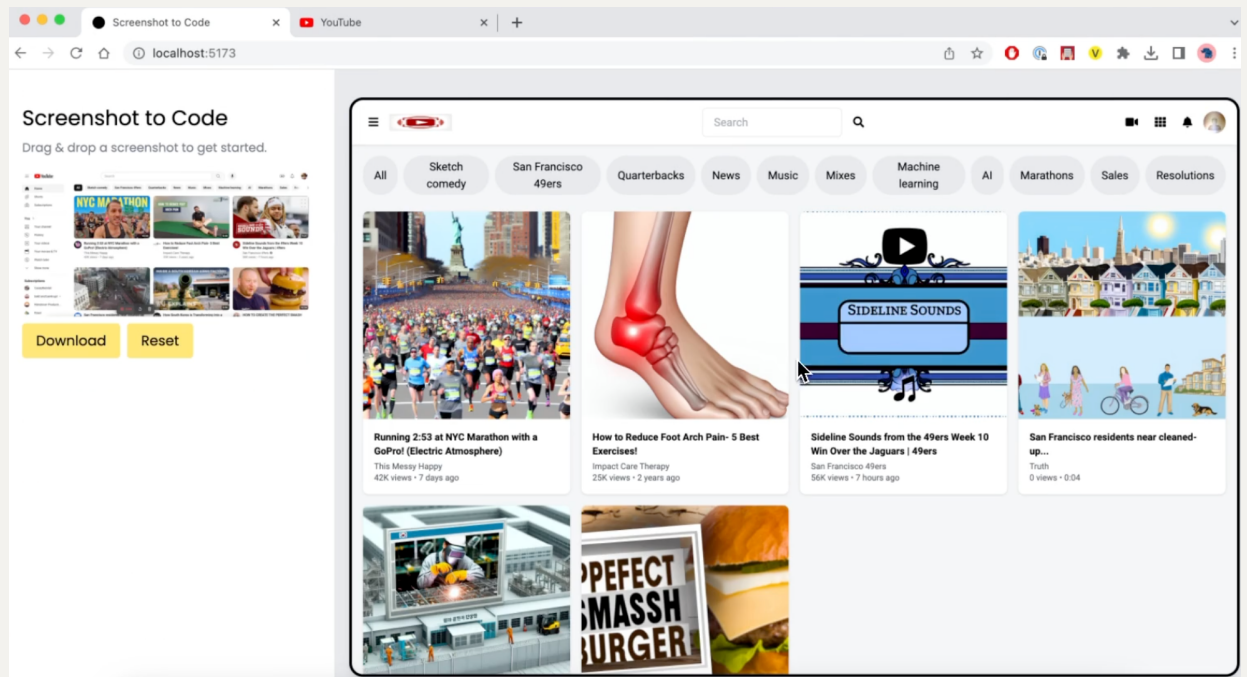 Screenshot to Code
YouTube
localhost:5173
Screenshot to Code
Drag & drop a screenshot to get started.
YouTube
NYC MARATHON
SOUNDS
Download
Reset
Search
All
Sketch
comedy
San Francisco
49ers
Quarterbacks
News
Music
Mixes
Machine
learning
AI
Marathons
Sales
Resolutions
SIDELINE SOUNDS
Running 2:53 at NYC Marathon with a
GoPro! (Electric Atmosphere)
This Messy Happy
42K views • 7 days ago
How to Reduce Foot Arch Pain- 5 Best
Exercises!
Impact Care Therapy
25K views • 2 years ago
Sideline Sounds from the 49ers Week 10
Win Over the Jaguars | 49ers
San Francisco 49ers
56K views • 7 hours ago
San Francisco residents near cleaned-
up...
Truth
0 views • 0:04
PPEFECT
SMASSH
BURGER